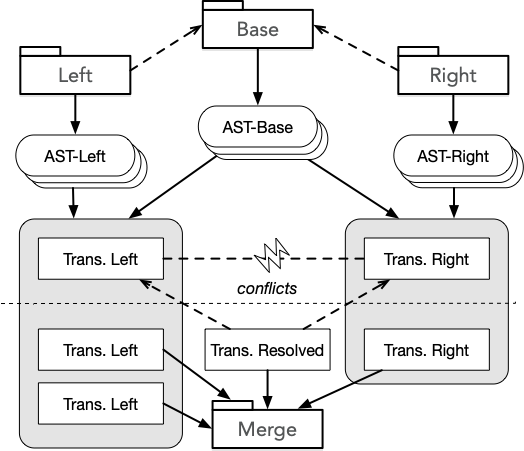 Base
Left
Right
AST-Base
AST-Left
AST-Right
Trans. Left
Trans. Right
conflicts
Trans. Left
Trans. Resolved
Trans. Right
Trans. Left
Merge